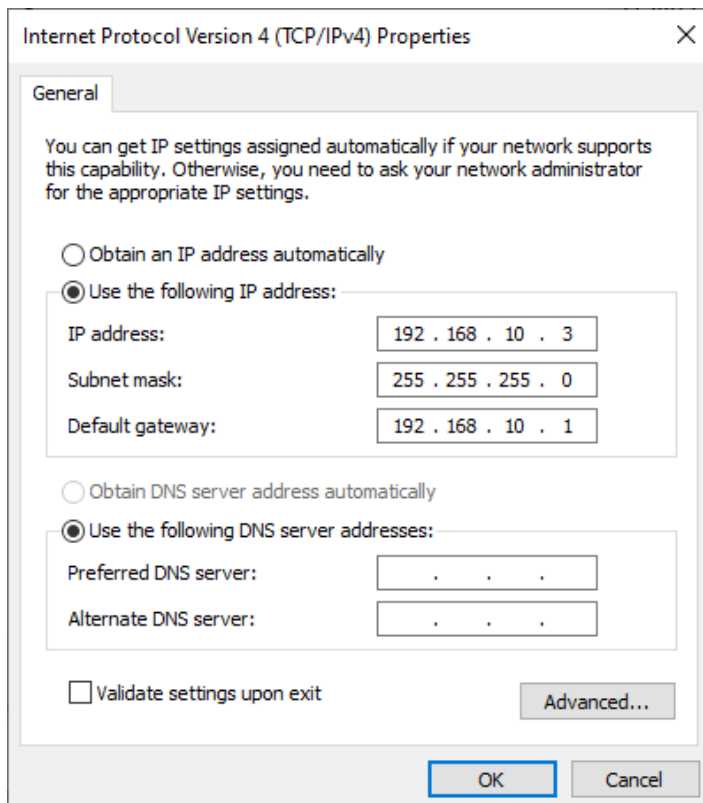 Internet Protocol Version 4 (TCP/IPv4) Properties
General
You can get IP settings assigned automatically if your network supports
this capability. Otherwise, you need to ask your network administrator
for the appropriate IP settings.
Obtain an IP address automatically
Use the following IP address:
IP address: 192 . 168 . 10 . 3
Subnet mask: 255 . 255 . 255 . 0
Default gateway: 192 . 168 . 10 . 1
Obtain DNS server address automatically
Use the following DNS server addresses:
Preferred DNS server: . . .
Alternate DNS server: . . .
Validate settings upon exit
Advanced...
OK Cancel